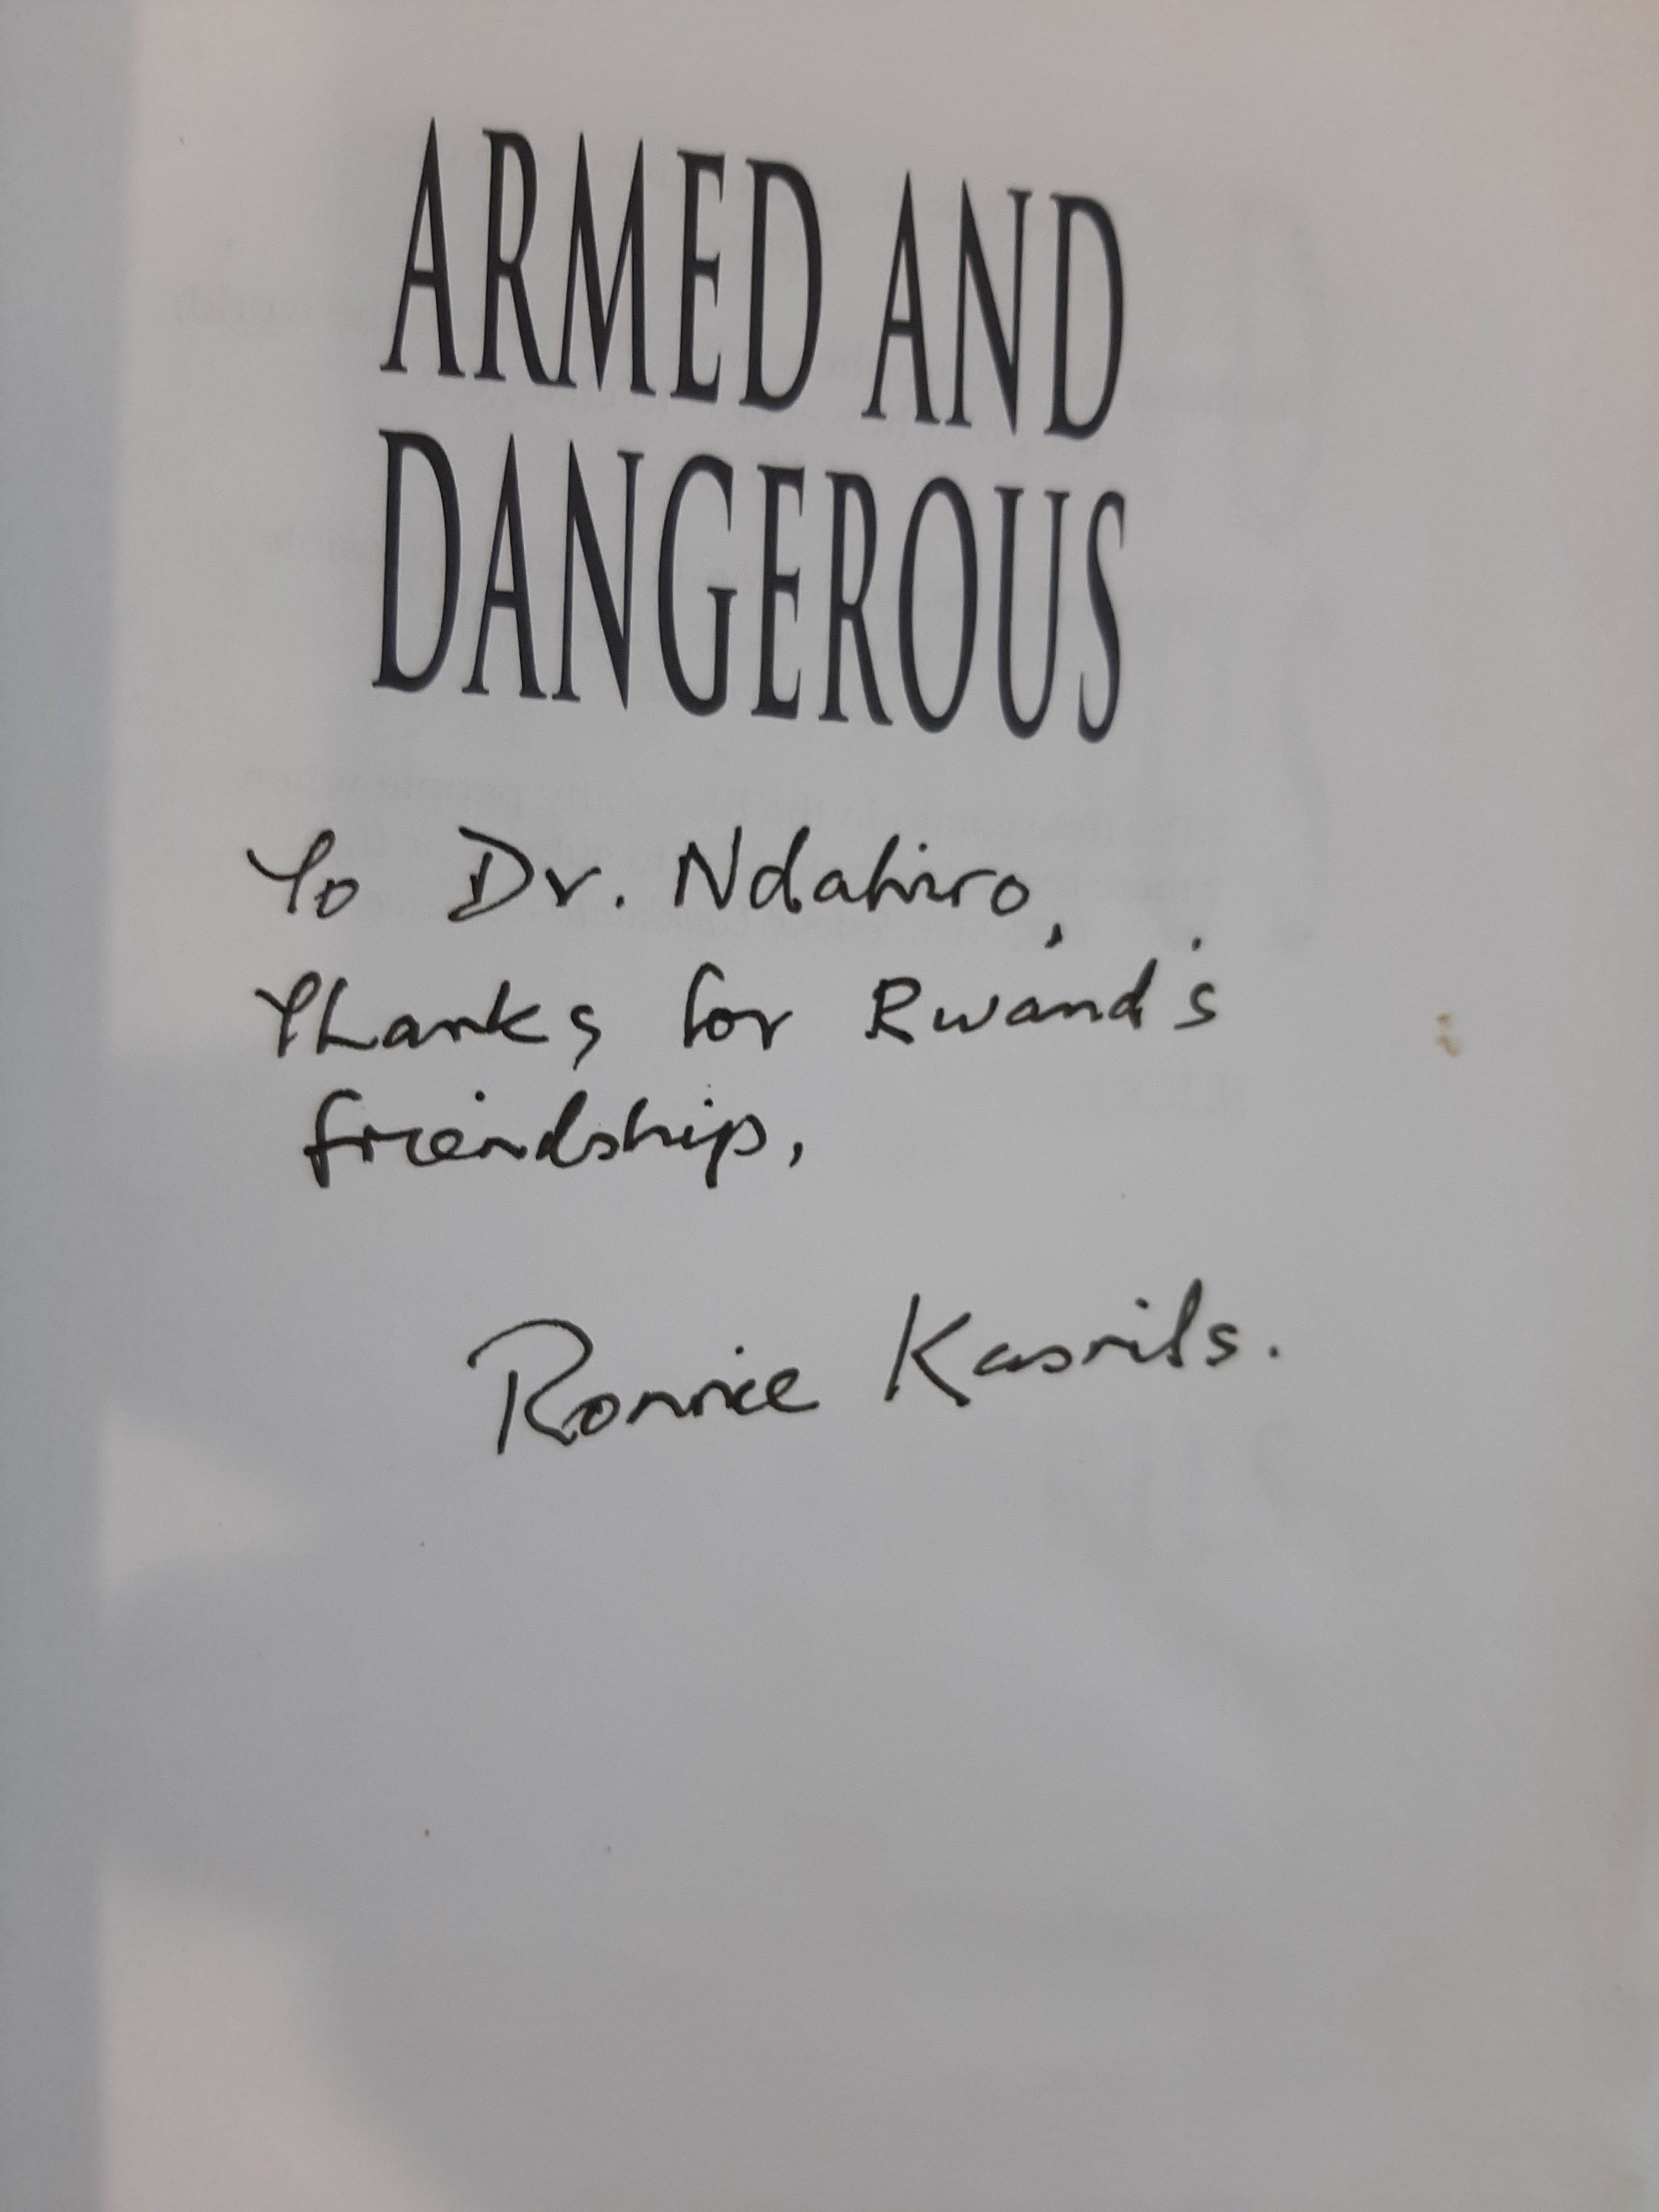 ARMED AND
DANGEROUS
To Dr. Ndahiro,
Thanks for Rwand's
friendship,
Ronnie Kasrils.